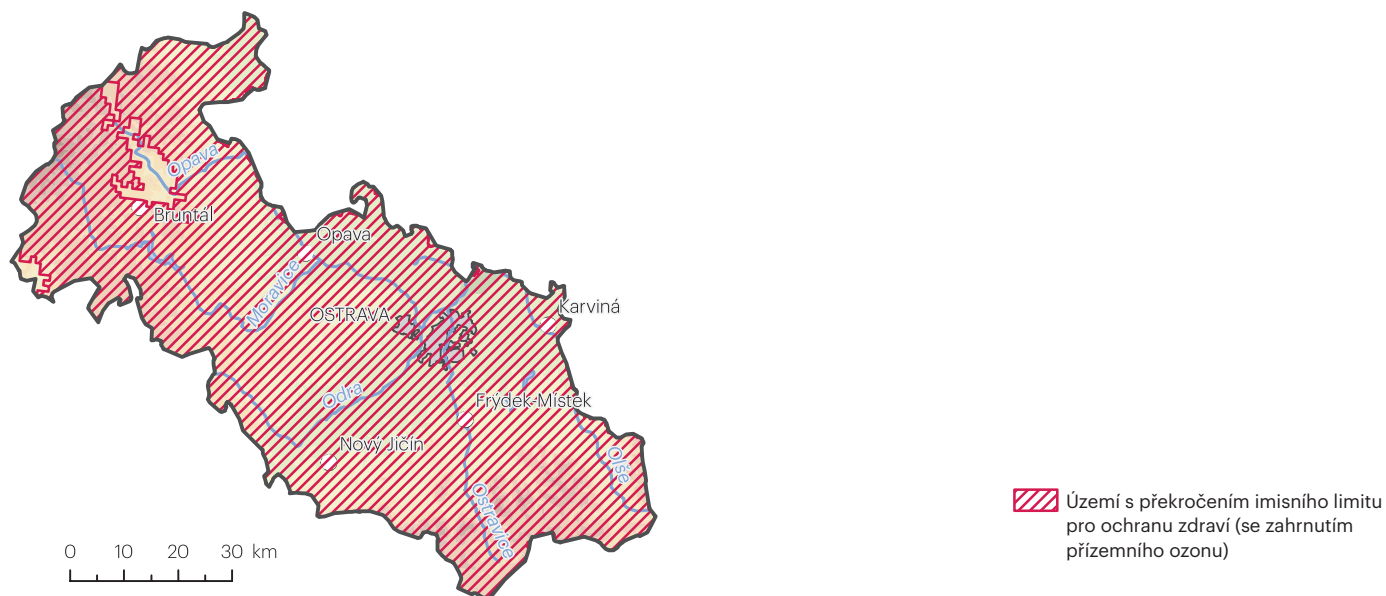 Opava
Bruntál
Opava
Moravice
OSTRAVA
Karviná
Odra
Frýdek-Místek
Nový Jičín
Olše
Ostravice
0 10 20 30 km
Území s překročením imisního limitu
pro ochranu zdraví (se zahrnutím
přízemního ozonu)